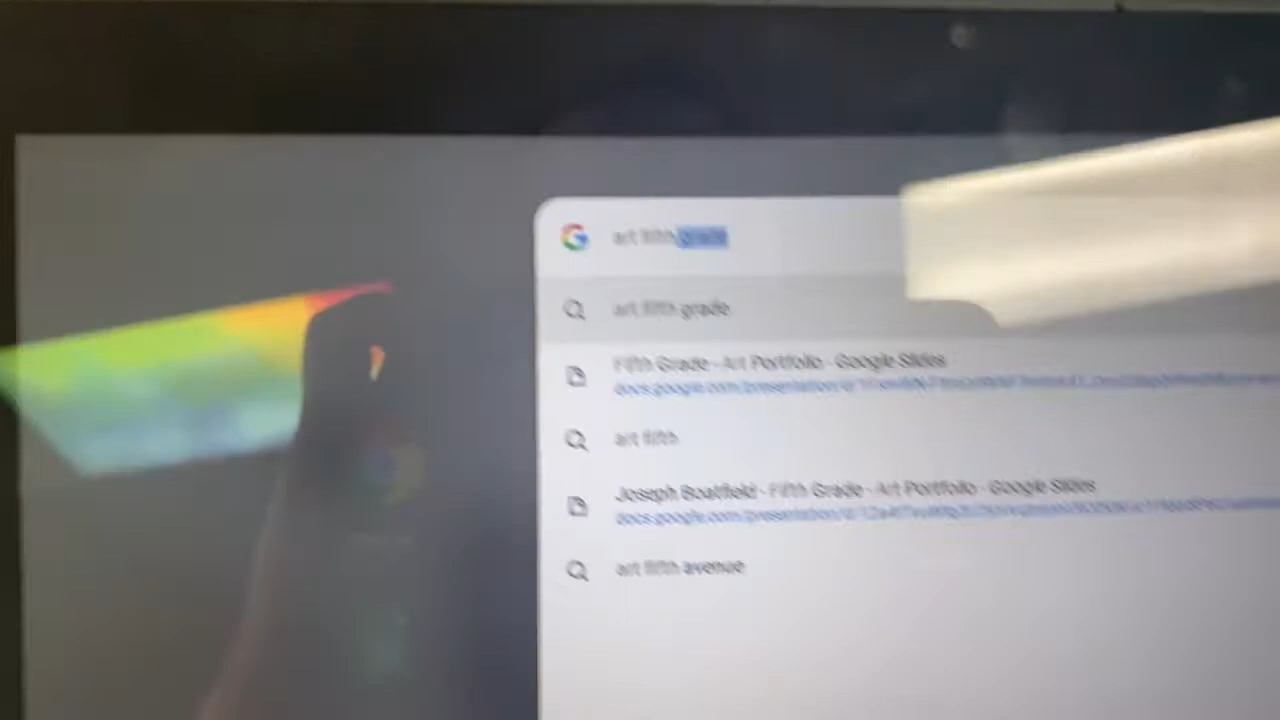 art fifth grade
art fifth grade
Fifth Grade - Art Portfolio - Google Slides
art fifth
Joseph Boatfield - Fifth Grade - Art Portfolio - Google Slides
art fifth avenue